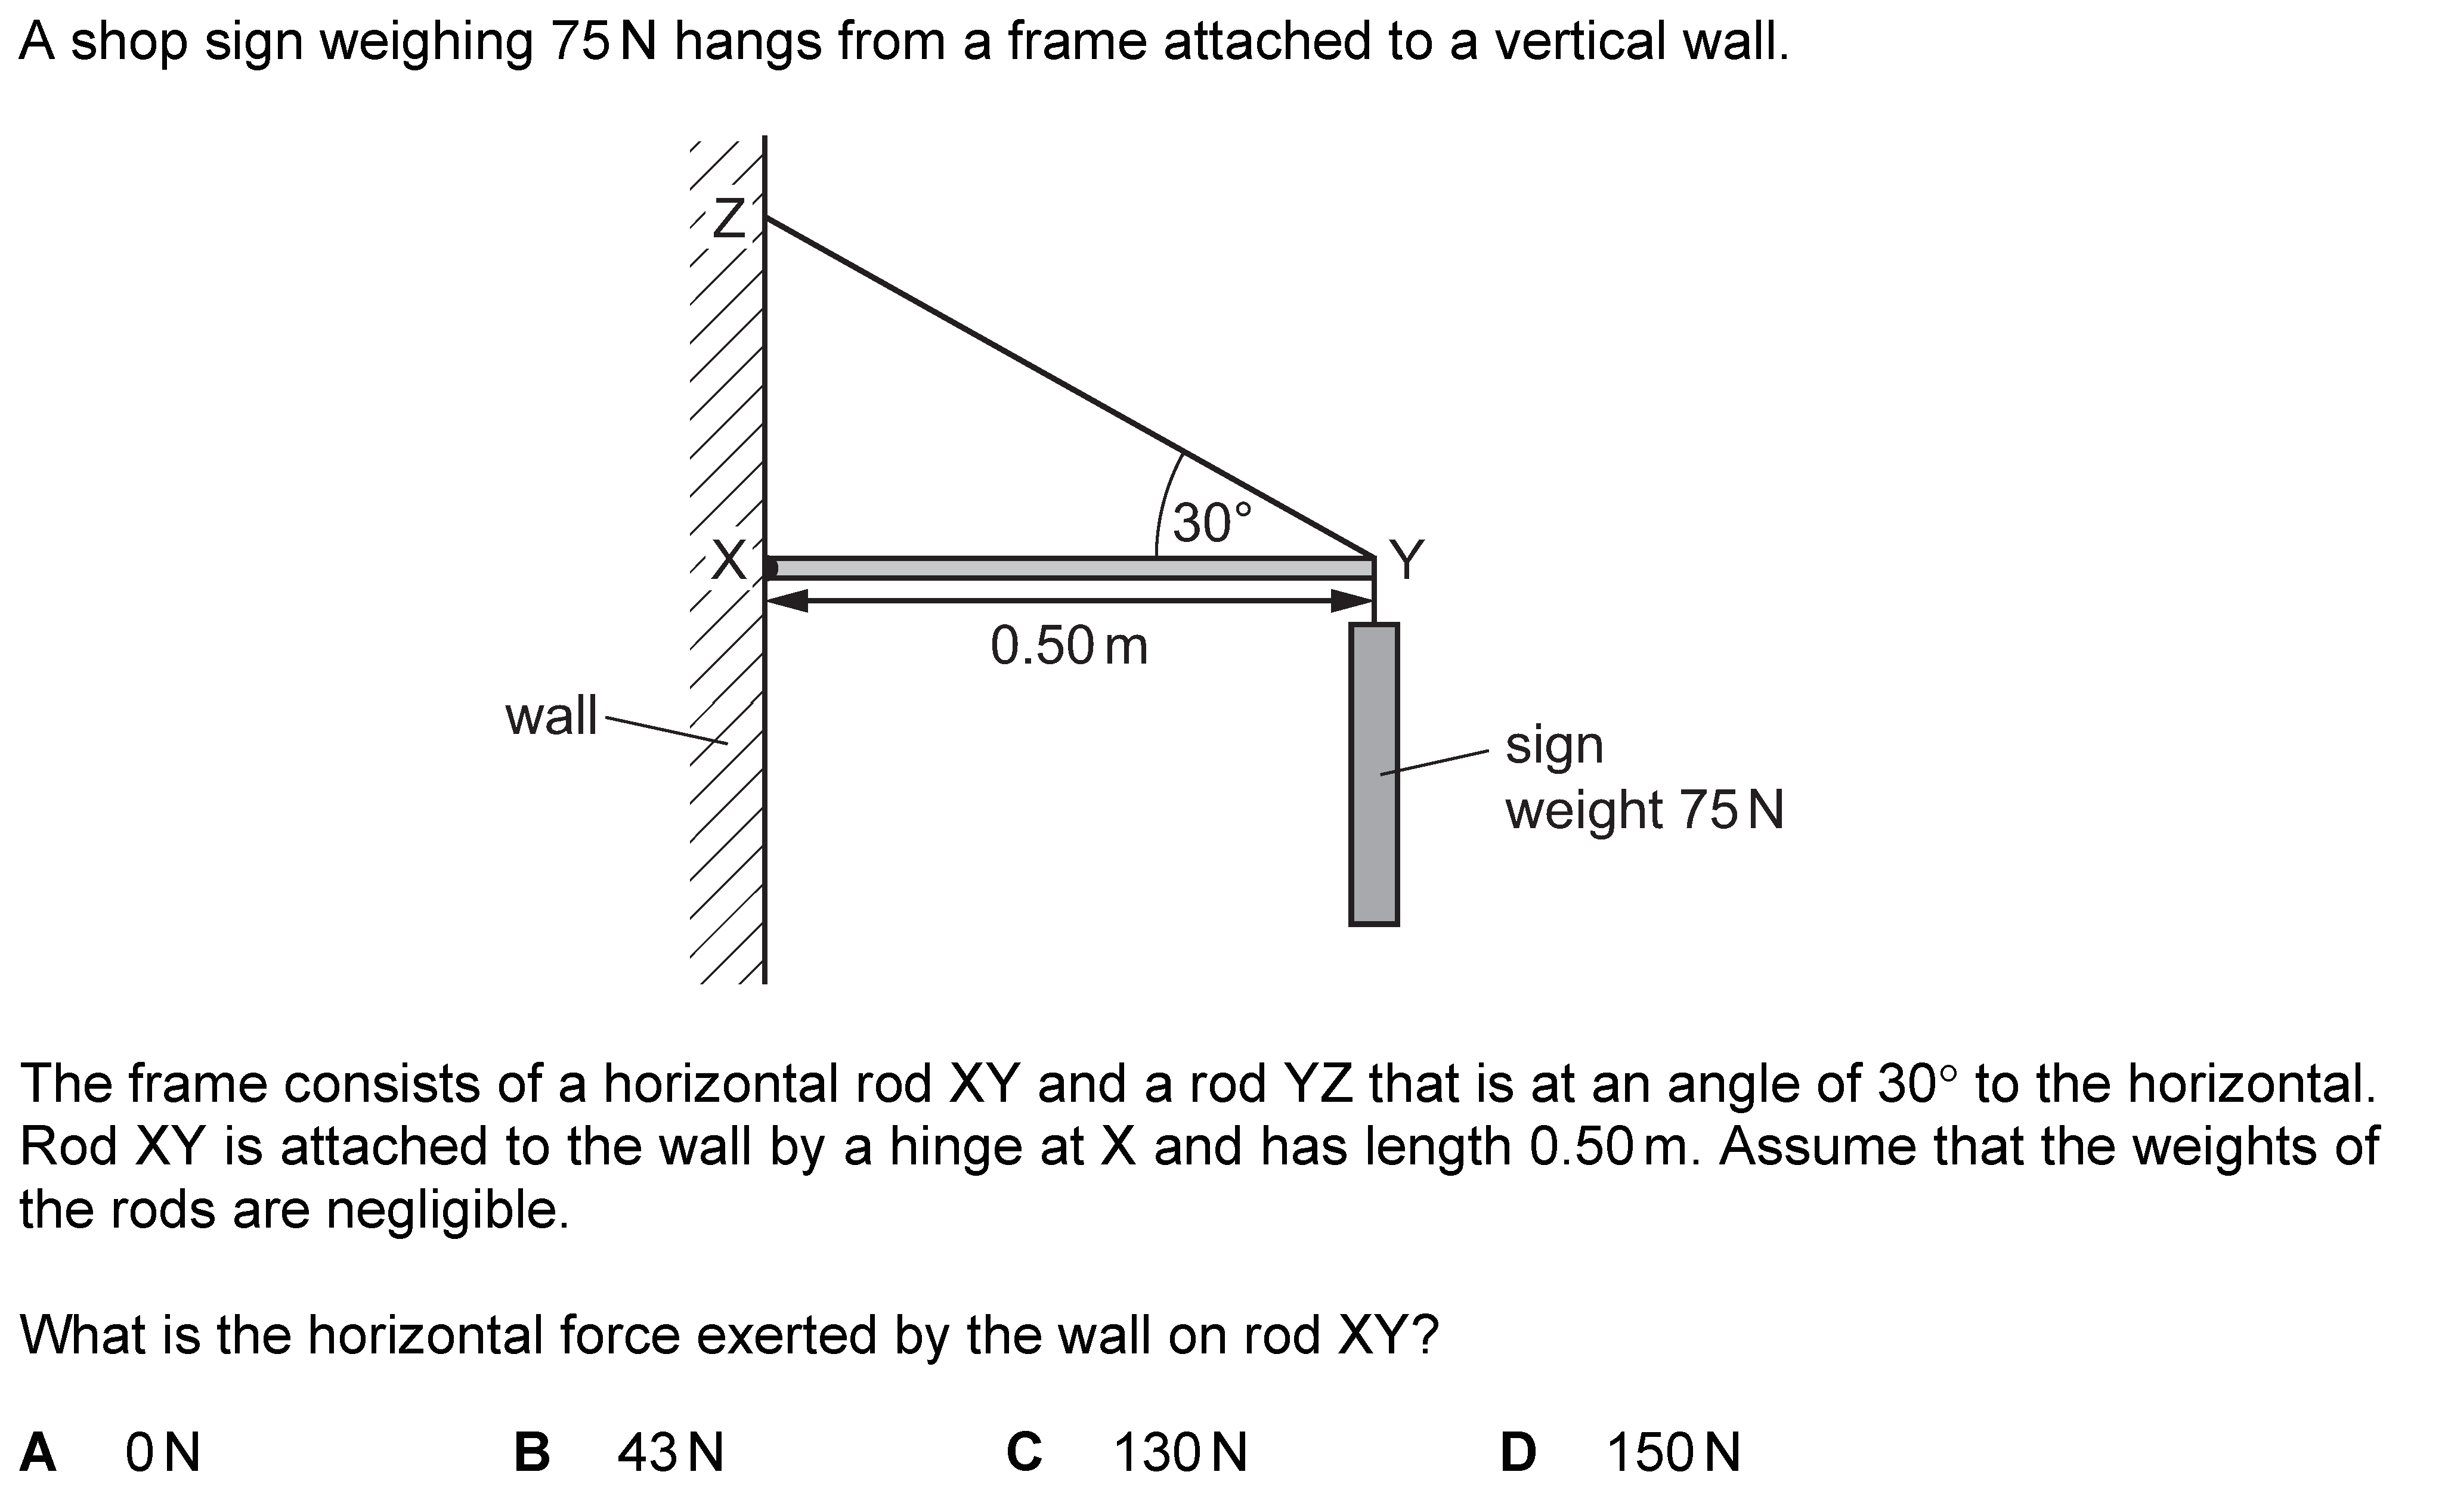 A shop sign weighing 75 N hangs from a frame attached to a vertical wall.
Z
30°
X
Y
0.50 m
wall
sign
weight 75 N
The frame consists of a horizontal rod XY and a rod YZ that is at an angle of 30° to the horizontal.
Rod XY is attached to the wall by a hinge at X and has length 0.50 m. Assume that the weights of
the rods are negligible.
What is the horizontal force exerted by the wall on rod XY?
A 0 N B 43 N C 130 N D 150 N